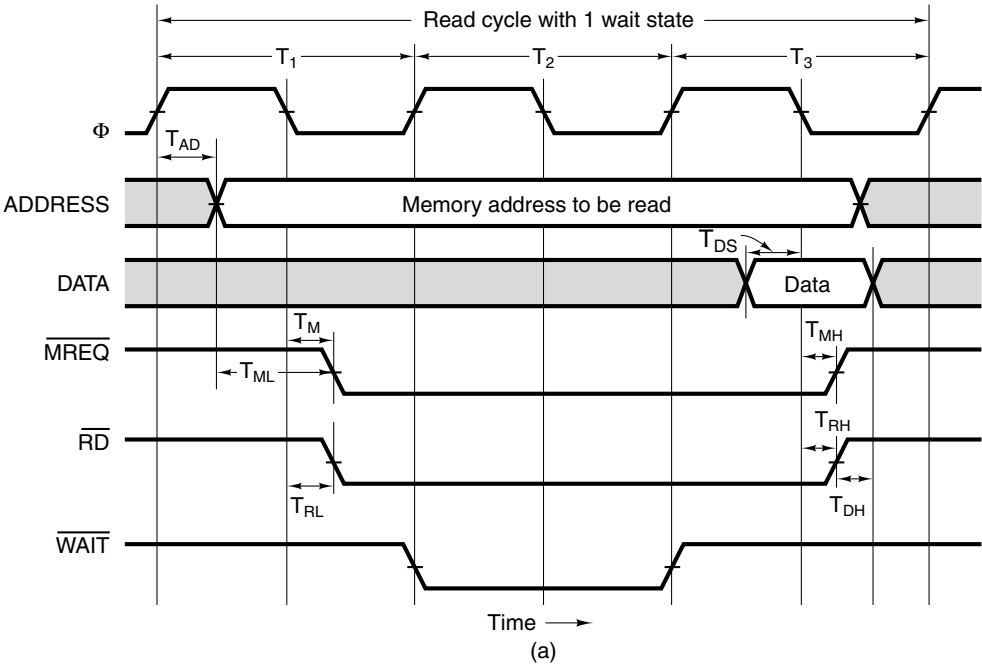 Read cycle with 1 wait state
T1 T2 T3
Φ
TAD
ADDRESS Memory address to be read
TDS
DATA Data
TM TMH
MREQ
TML
TRH
RD
TRL TDH
WAIT
Time
(a)